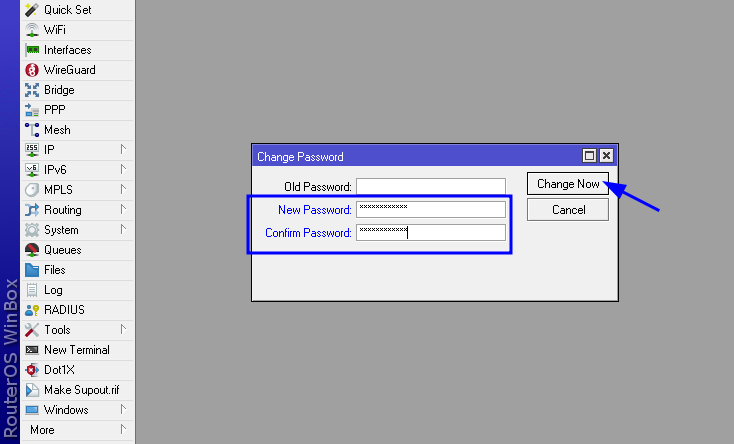 Quick Set
WiFi
Interfaces
WireGuard
Bridge
PPP
Mesh
IP
IPv6
MPLS
Routing
System
Queues
Files
Log
RADIUS
Tools
New Terminal
Dot1X
Make Supout.rif
Windows
More
RouterOS WinBox
255
v6
Change Password
Old Password:
New Password: ************
Confirm Password: ************
Change Now
Cancel